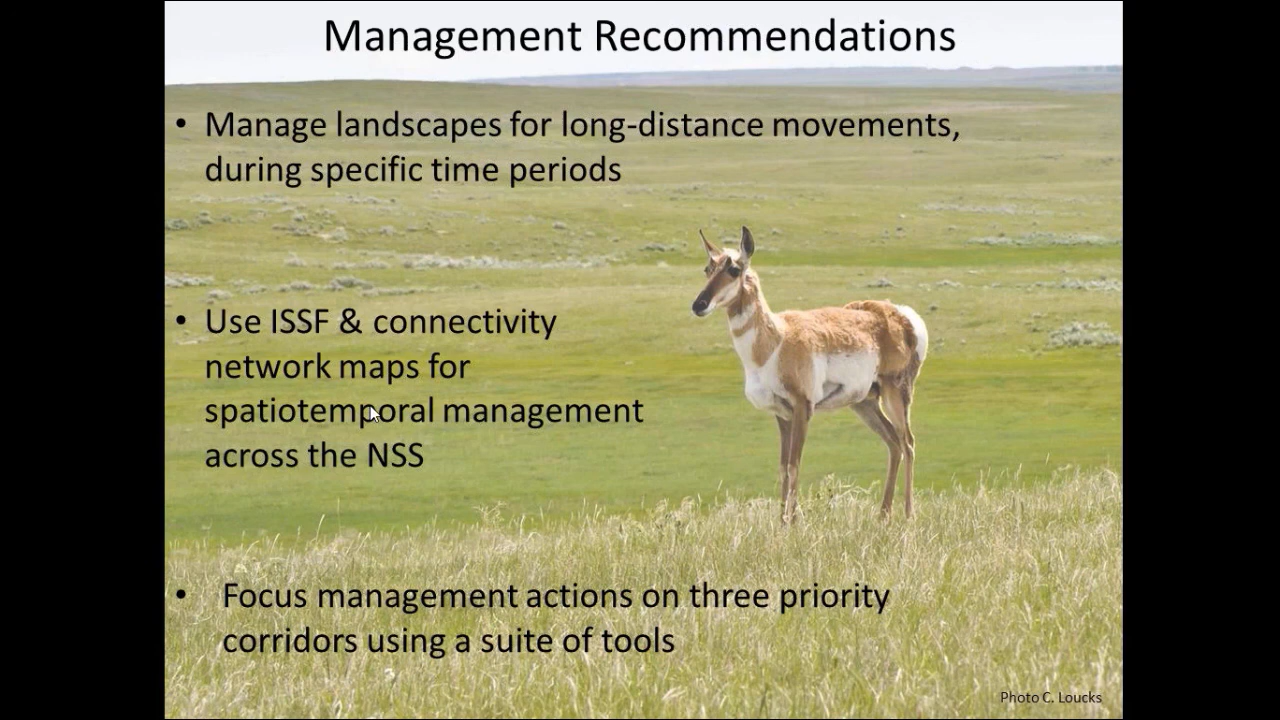 Management Recommendations
• Manage landscapes for long-distance movements,
during specific time periods
• Use ISSF & connectivity
network maps for
spatiotemporal management
across the NSS
• Focus management actions on three priority
corridors using a suite of tools
Photo C. Loucks